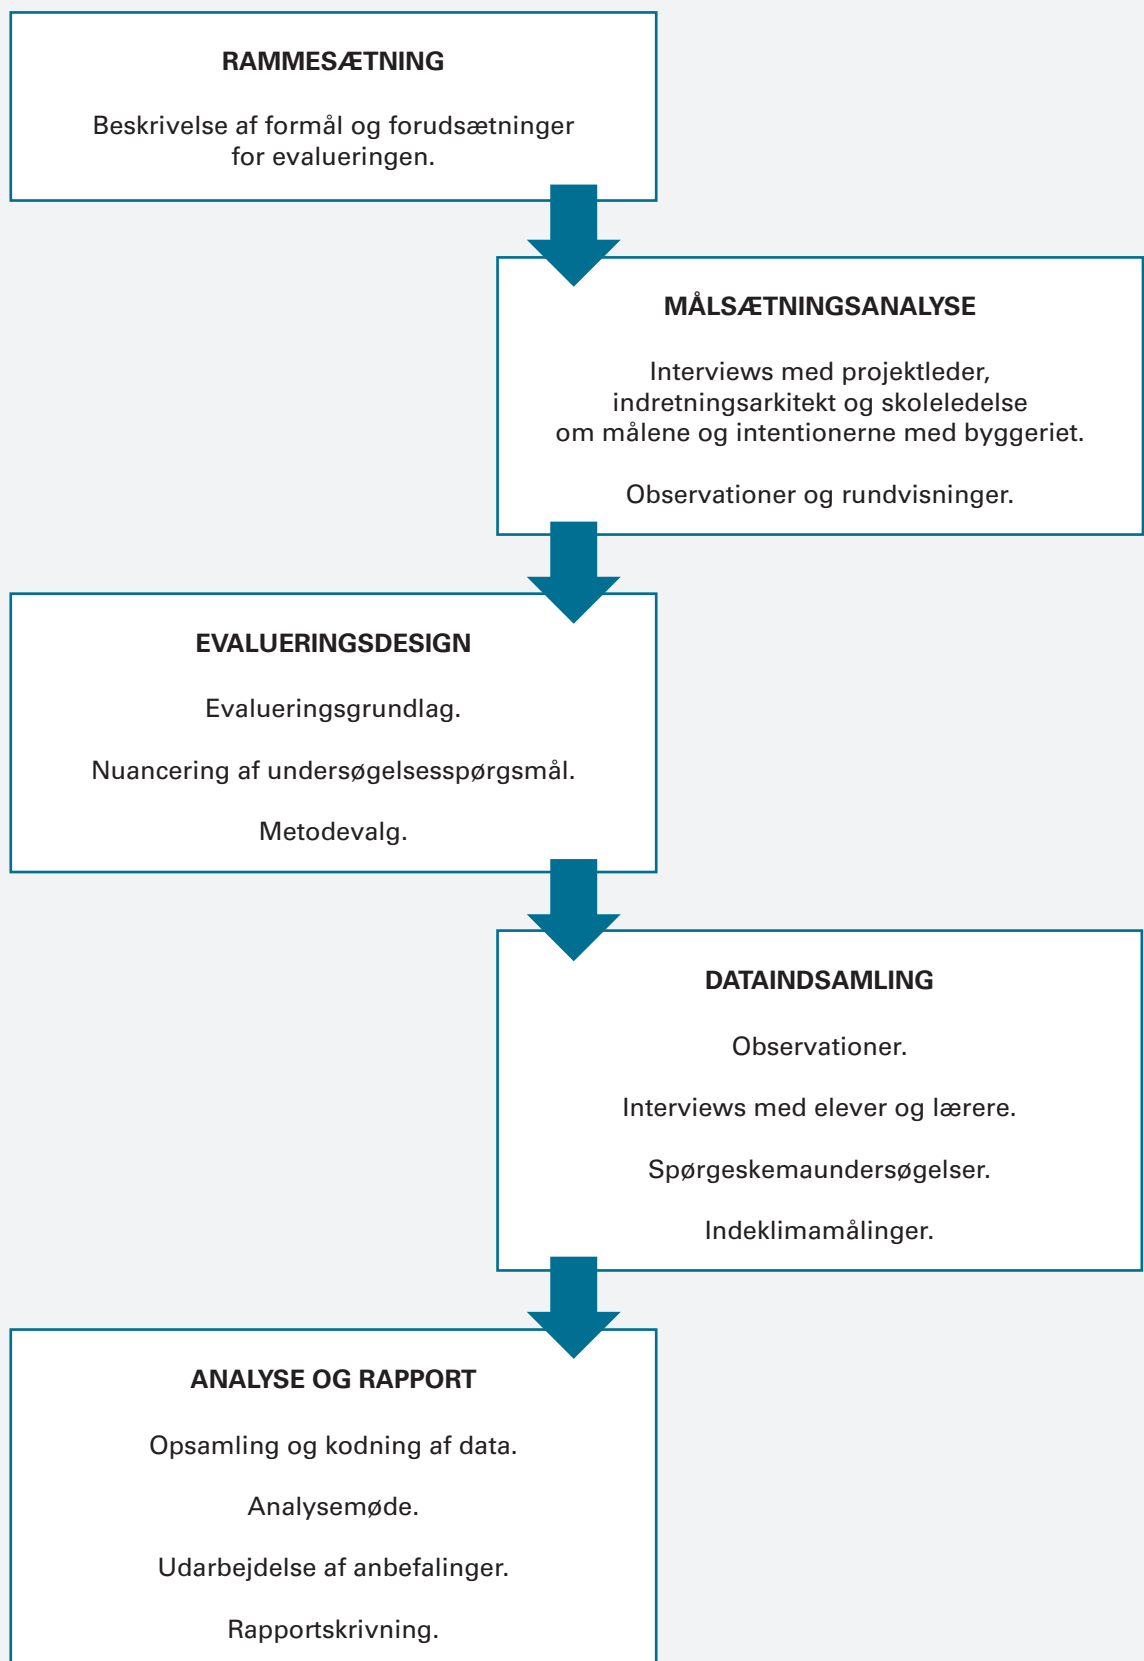 RAMMESÆTNING
Beskrivelse af formål og forudsætninger
for evalueringen.
MÅLSÆTNINGSANALYSE
Interviews med projektleder,
indretningsarkitekt og skoleledelse
om målene og intentionerne med byggeriet.
Observationer og rundvisninger.
EVALUERINGSDESIGN
Evalueringsgrundlag.
Nuancering af undersøgelsesspørgsmål.
Metodevalg.
DATAINDSAMLING
Observationer.
Interviews med elever og lærere.
Spørgeskemaundersøgelser.
Indeklimamålinger.
ANALYSE OG RAPPORT
Opsamling og kodning af data.
Analysemøde.
Udarbejdelse af anbefalinger.
Rapportskrivning.